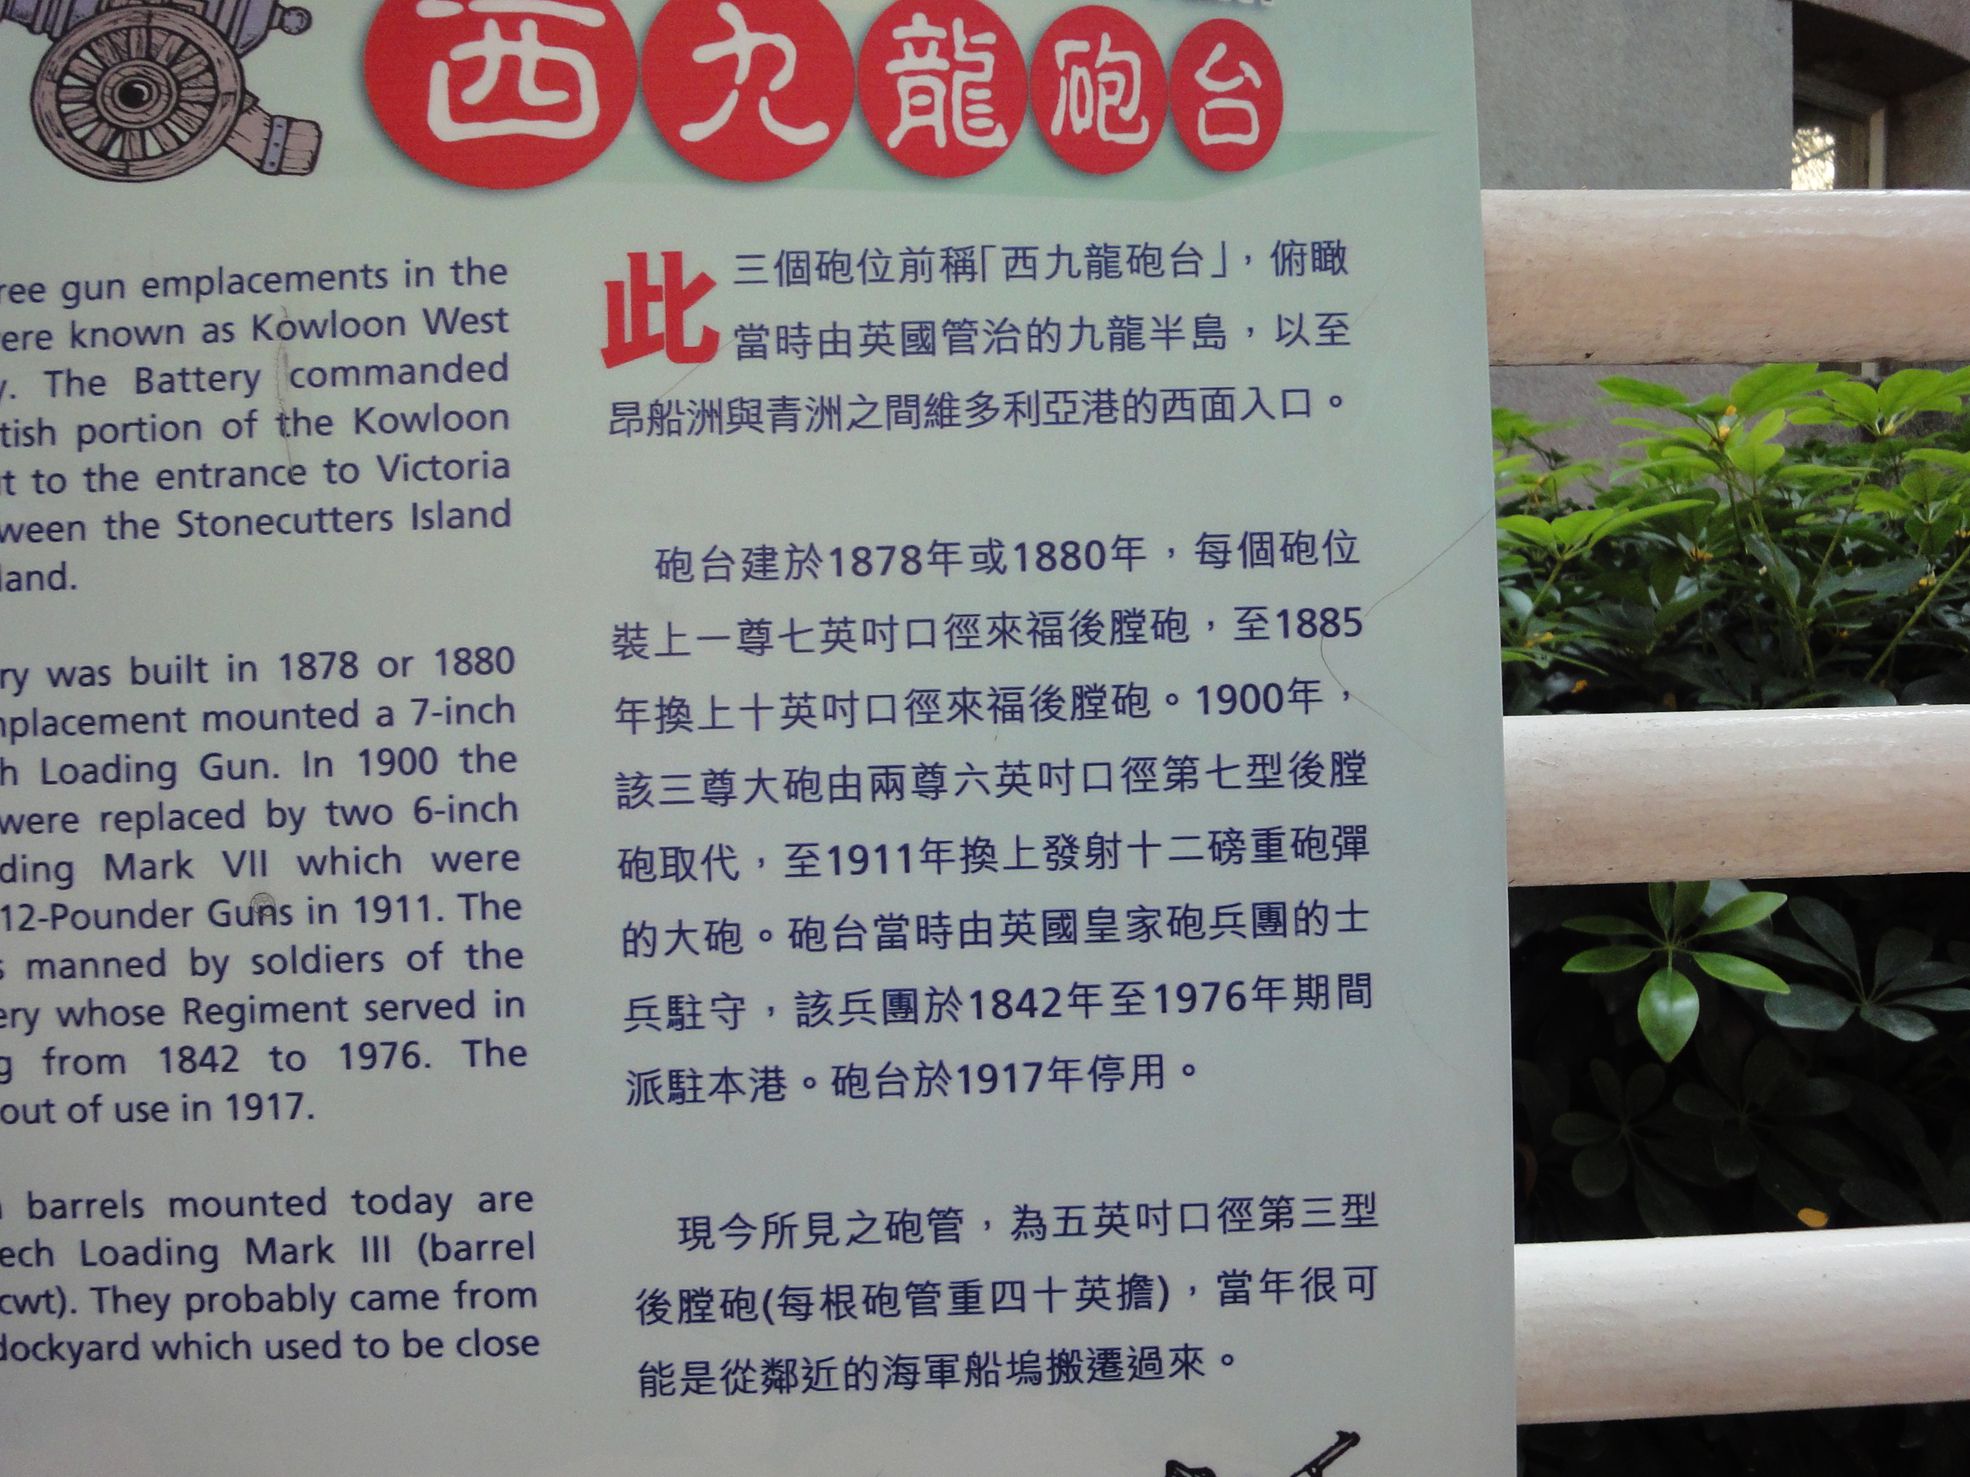 西九龍砲台
gun emplacements in the
known as Kowloon West
The Battery commanded
portion of the Kowloon
to the entrance to Victoria
the Stonecutters Island
was built in 1878 or 1880
mounted a 7-inch
Loading Gun. In 1900 the
were replaced by two 6-inch
Mark VII which were
12-Pounder Guns in 1911. The
manned by soldiers of the
whose Regiment served in
from 1842 to 1976. The
out of use in 1917.
barrels mounted today are
Loading Mark III (barrel
cwt). They probably came from
dockyard which used to be close
此三個砲位前稱「西九龍砲台」，俯瞰
當時由英國管治的九龍半島，以至
昂船洲與青洲之間維多利亞港的西面入口。
砲台建於1878年或1880年，每個砲位
裝上一尊七英吋口徑來福後膛砲，至1885
年換上十英吋口徑來福後膛砲。1900年，
該三尊大砲由兩尊六英吋口徑第七型後膛
砲取代，至1911年換上發射十二磅重砲彈
的大砲。砲台當時由英國皇家砲兵團的士
兵駐守，該兵團於1842年至1976年期間
派駐本港。砲台於1917年停用。
現今所見之砲管，為五英吋口徑第三型
後膛砲(每根砲管重四十英擔)，當年很可
能是從鄰近的海軍船塢搬遷過來。